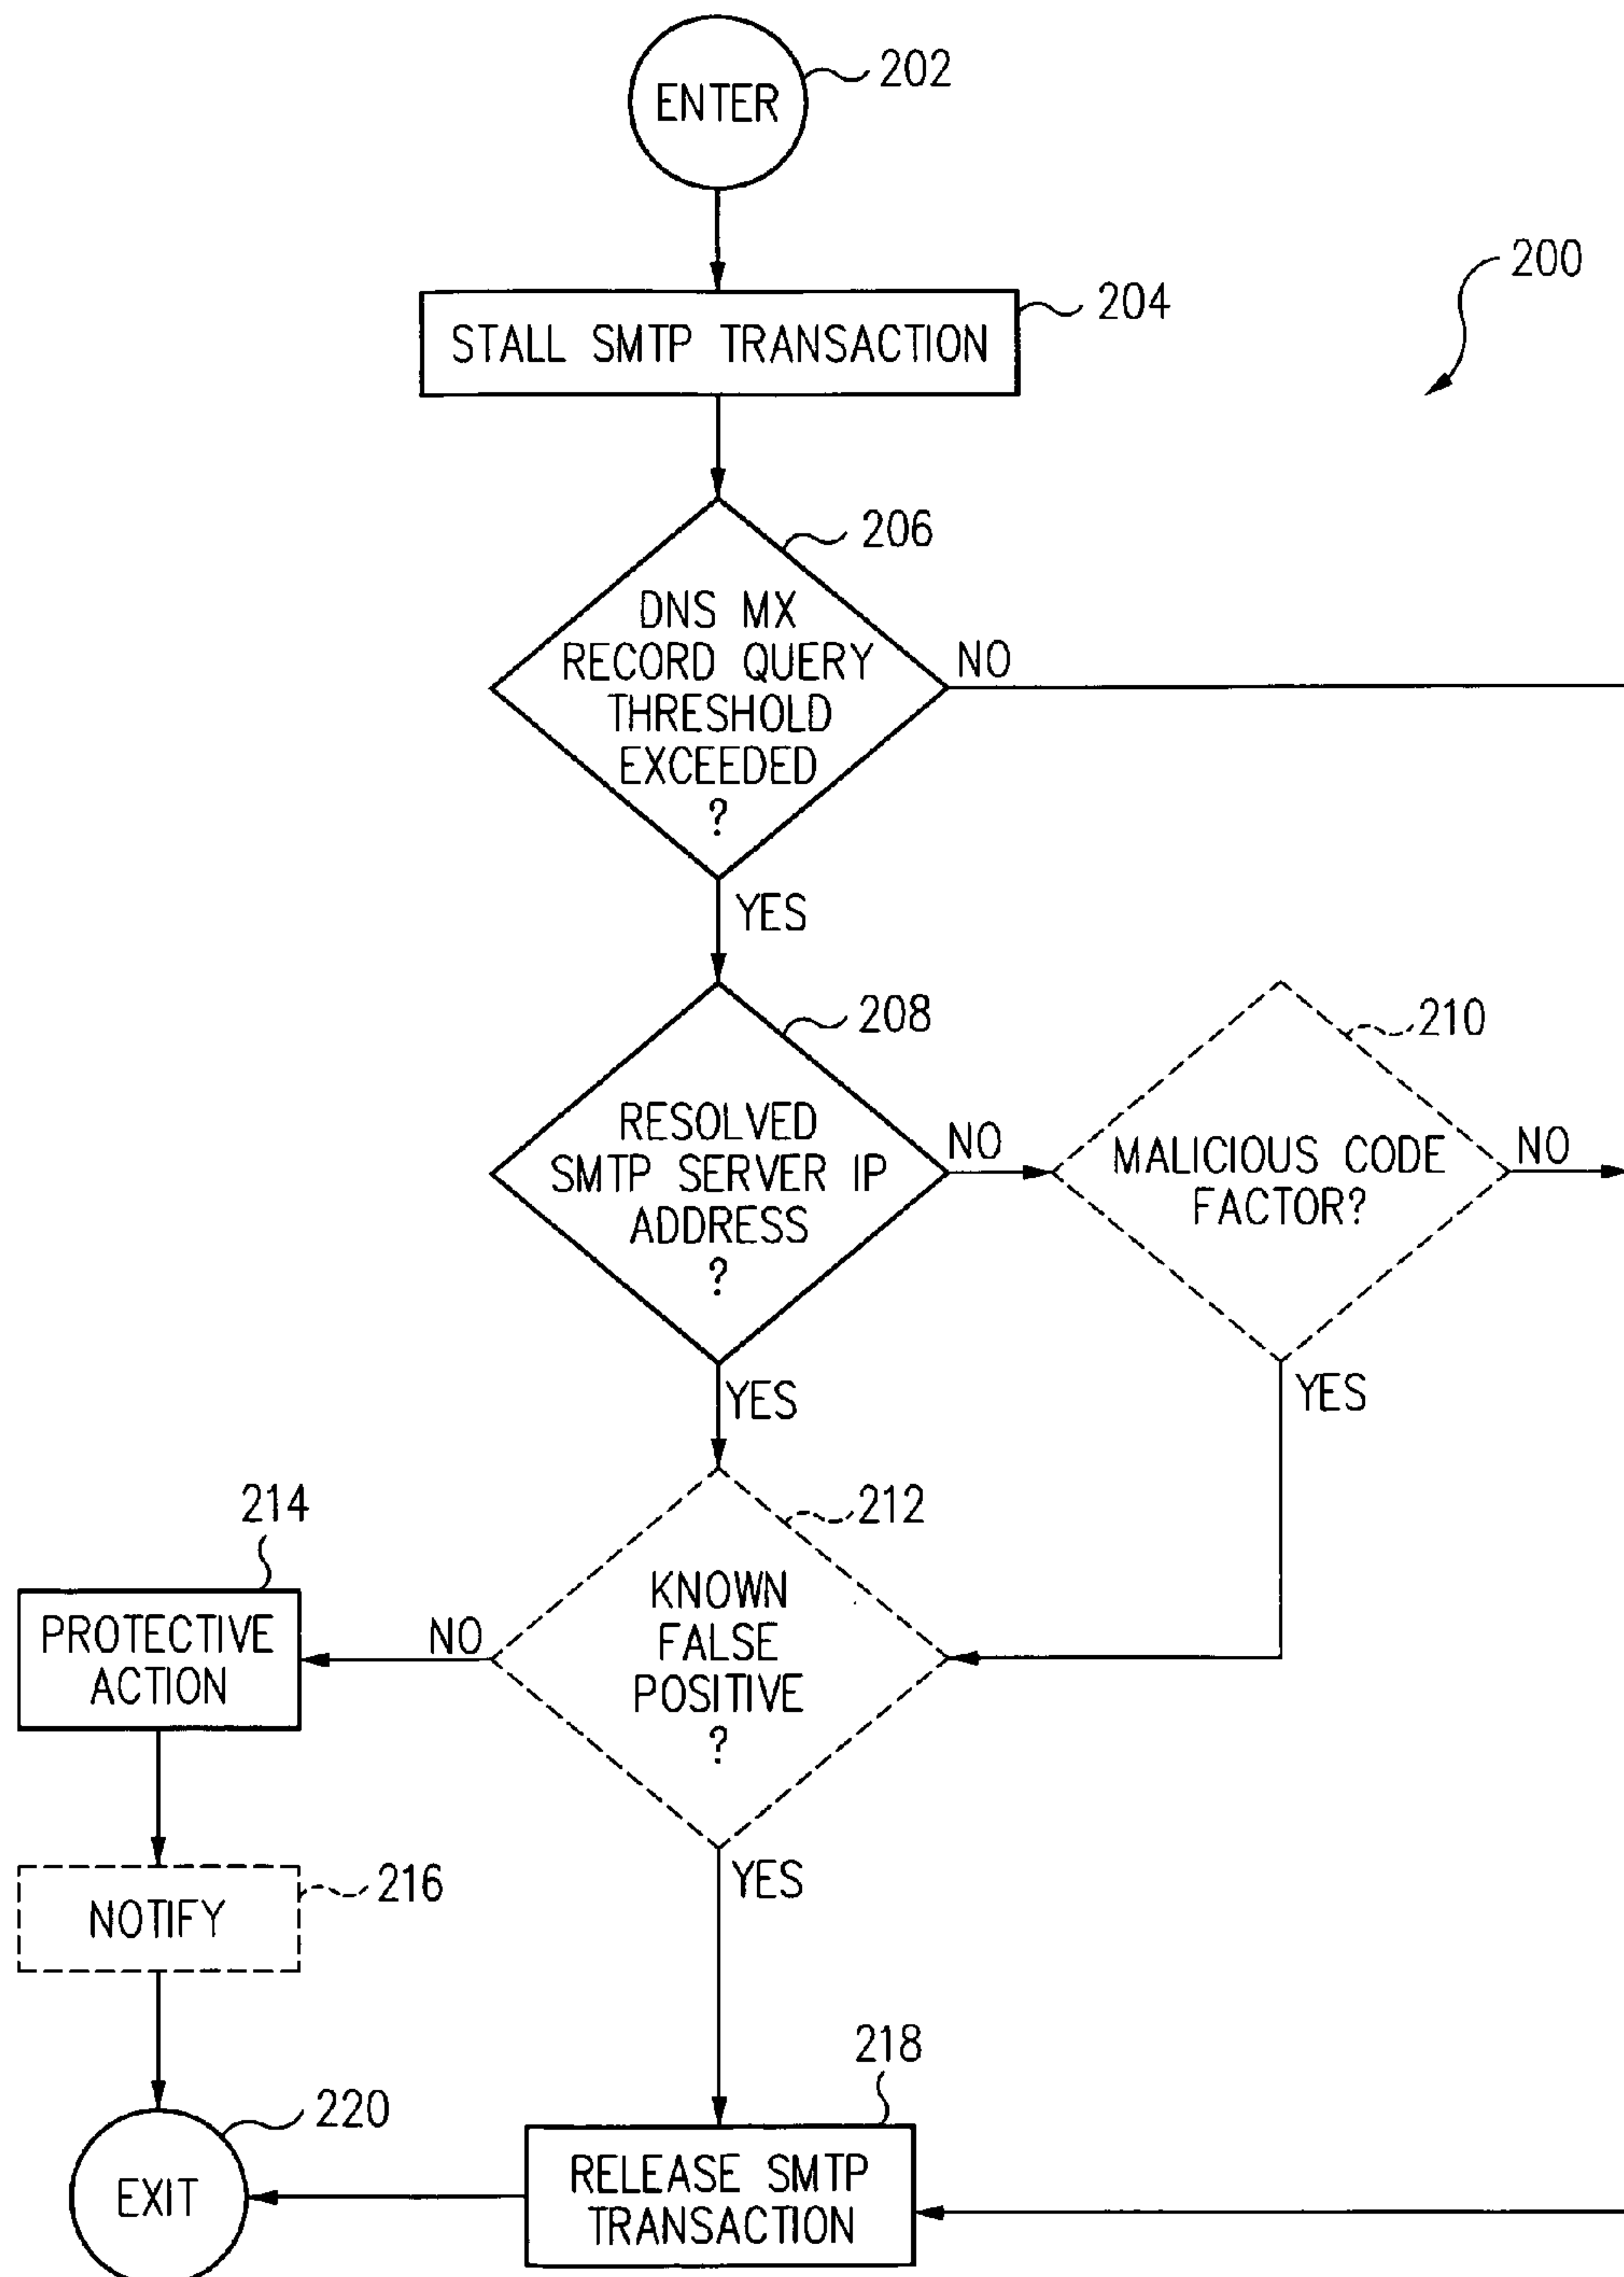 ENTER
202
200
STALL SMTP TRANSACTION
204
206
DNS MX
RECORD QUERY
THRESHOLD
EXCEEDED
?
NO
YES
208
RESOLVED
SMTP SERVER IP
ADDRESS
?
NO
YES
210
MALICIOUS CODE
FACTOR?
NO
YES
212
KNOWN
FALSE
POSITIVE
?
NO
YES
214
PROTECTIVE
ACTION
NOTIFY
216
218
RELEASE SMTP
TRANSACTION
220
EXIT